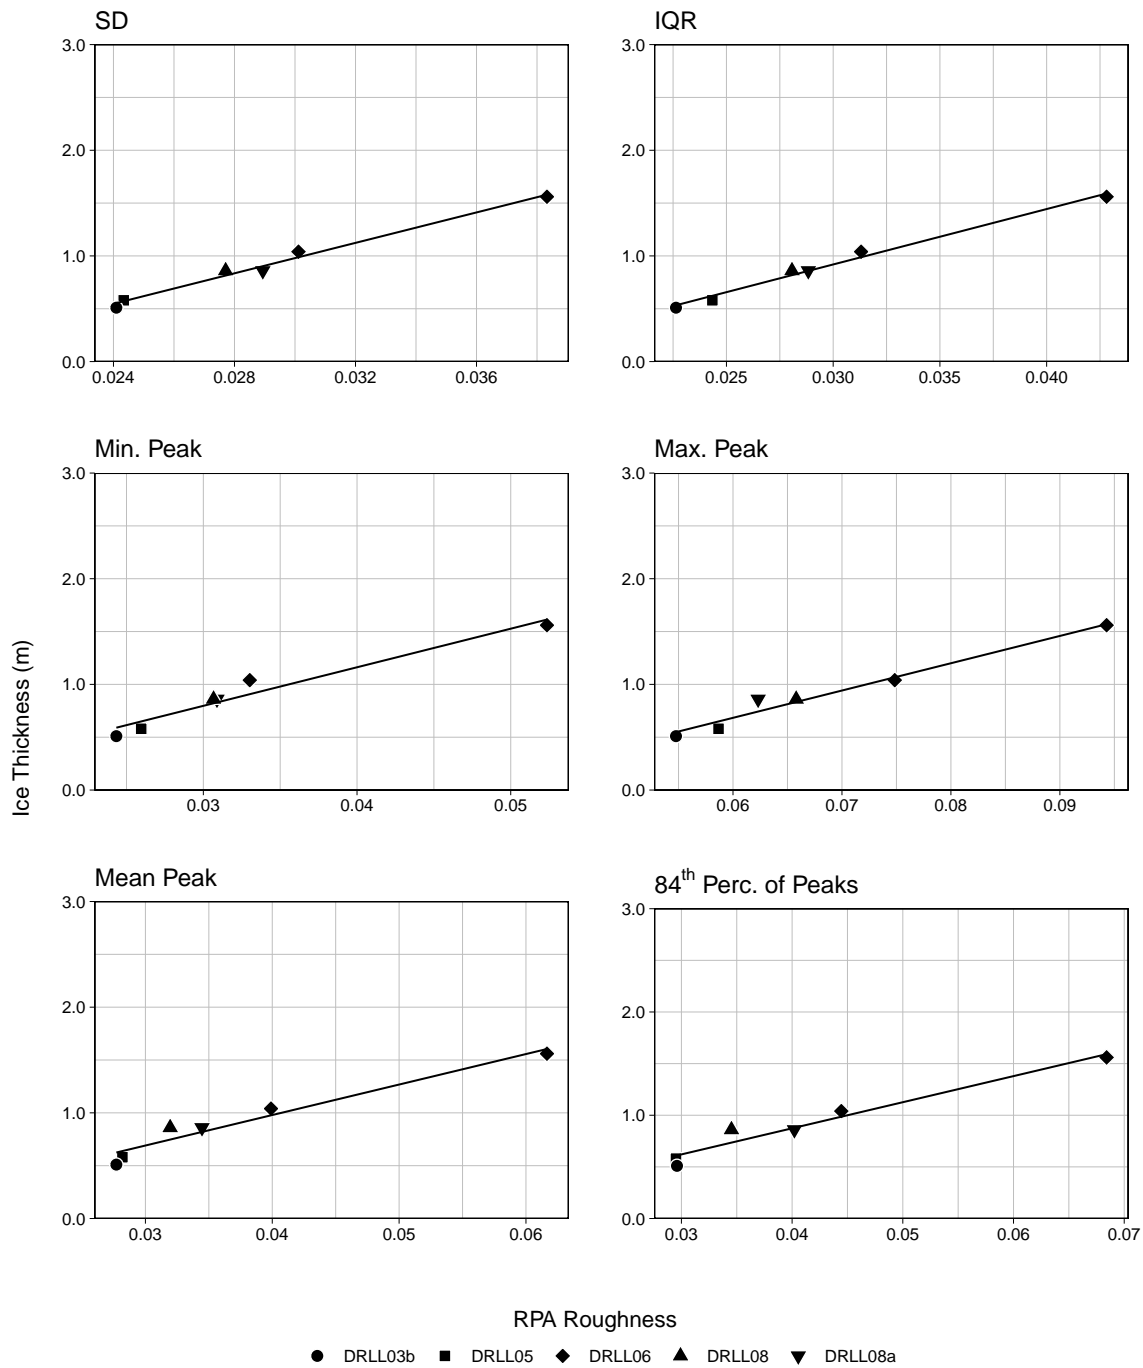 SD
3.0
2.0
1.0
0.0
0.024 0.028 0.032 0.036
IQR
3.0
2.0
1.0
0.0
0.025 0.030 0.035 0.040
Min. Peak
3.0
2.0
1.0
0.0
0.03 0.04 0.05
Max. Peak
3.0
2.0
1.0
0.0
0.06 0.07 0.08 0.09
Ice Thickness (m)
Mean Peak
3.0
2.0
1.0
0.0
0.03 0.04 0.05 0.06
84th Perc. of Peaks
3.0
2.0
1.0
0.0
0.03 0.04 0.05 0.06 0.07
RPA Roughness
DRLL03b DRLL05 DRLL06 DRLL08 DRLL08a